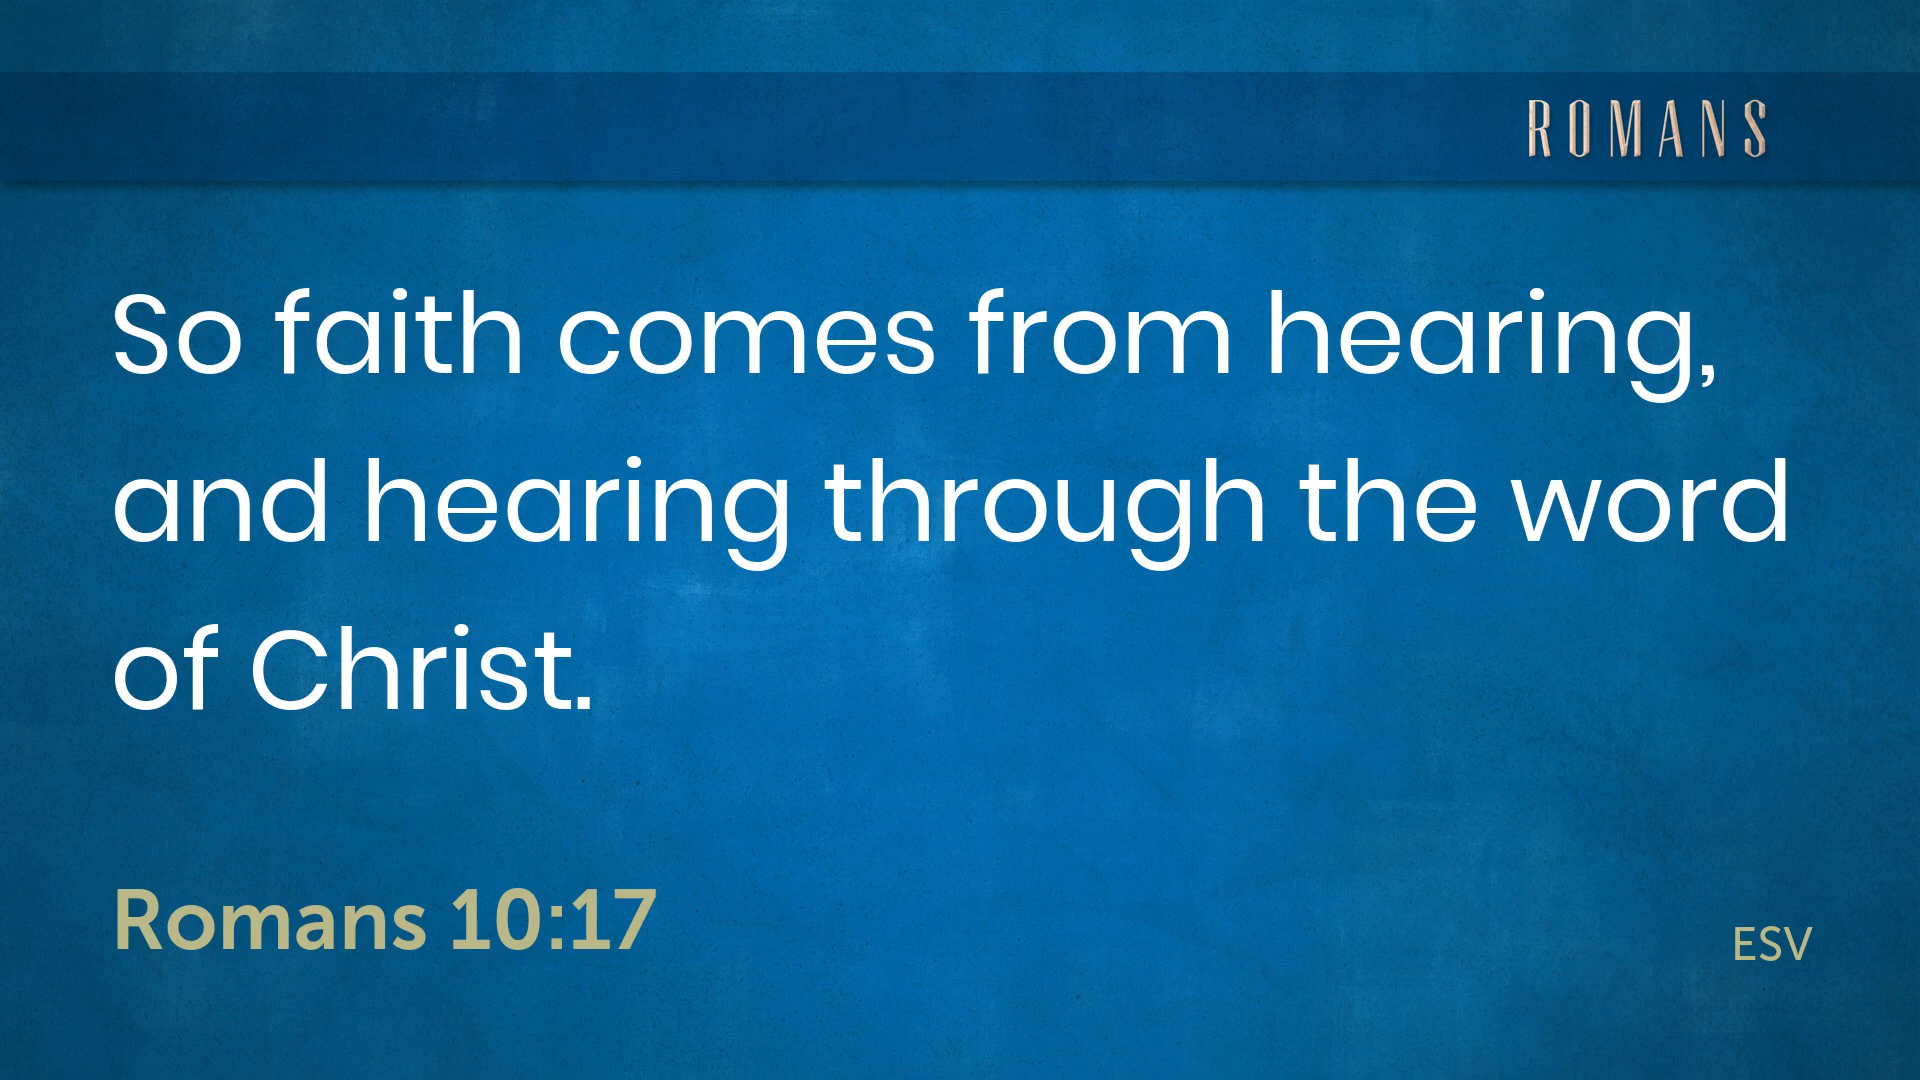 ROMANS
So faith comes from hearing,
and hearing through the word
of Christ.
Romans 10:17
ESV